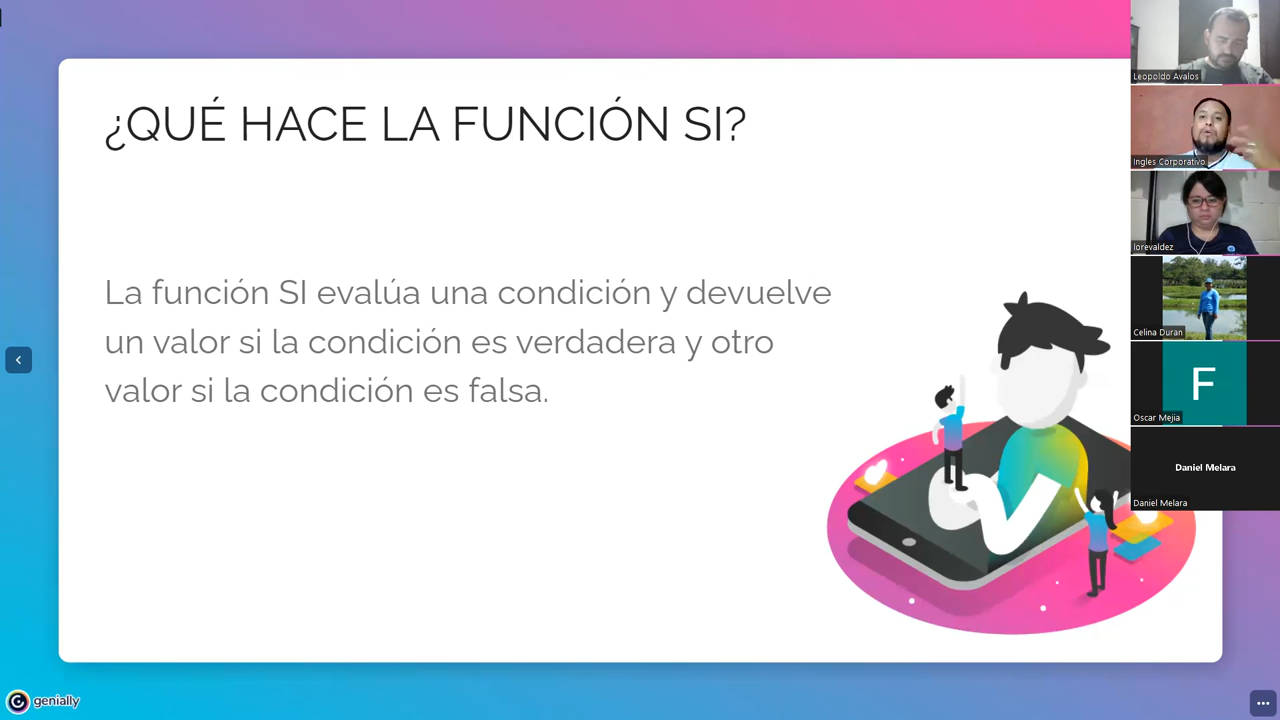 ¿QUÉ HACE LA FUNCIÓN SI?
La función SI evalúa una condición y devuelve
un valor si la condición es verdadera y otro
valor si la condición es falsa.
genially
Leopoldo Avalos
Ingles Corporativo
lorevaldez
Celina Duran
F
Oscar Mejia
Daniel Melara
Daniel Melara